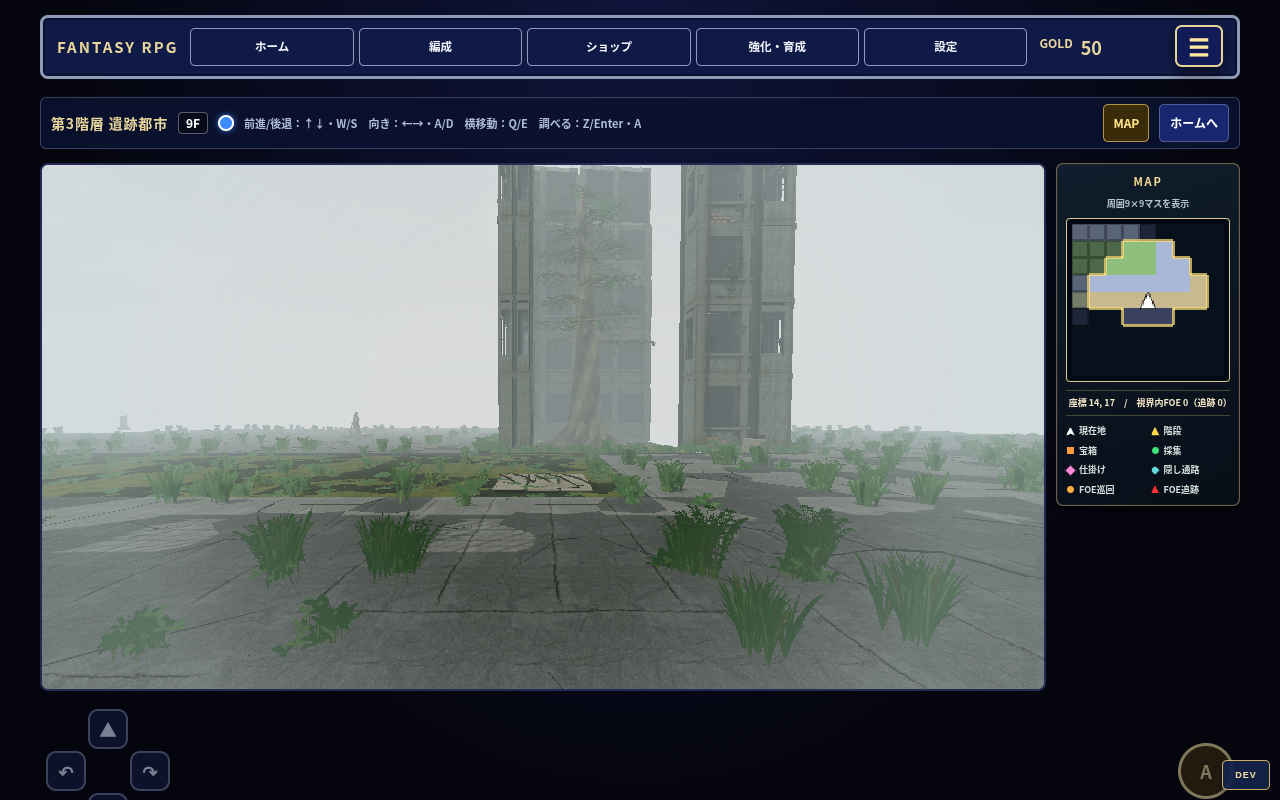 FANTASY RPG
ホーム
編成
ショップ
強化・育成
設定
GOLD 50
第3階層 遺跡都市
9F
前進/後退：↑↓・W/S　向き：←→・A/D　横移動：Q/E　調べる：Z/Enter・A
MAP
ホームへ
MAP
周囲9×9マスを表示
座標 14, 17　/　視界内FOE 0（追跡 0）
現在地
階段
宝箱
採集
仕掛け
隠し通路
FOE巡回
FOE追跡
A
DEV